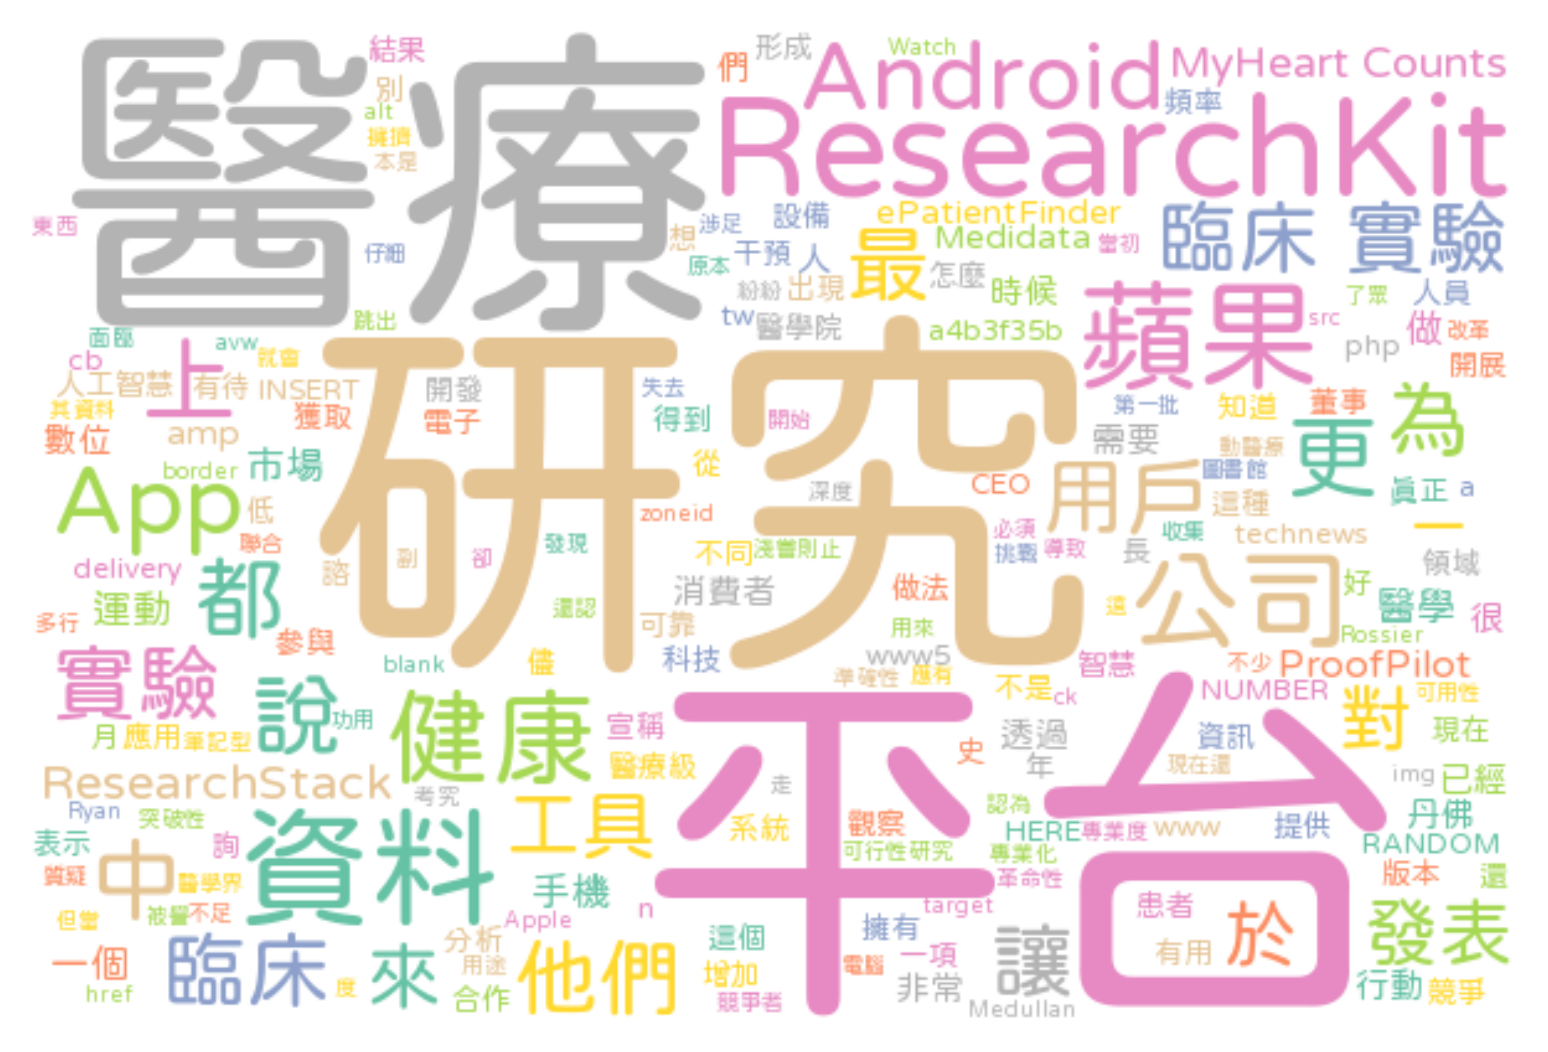 醫療
研究
平台
ResearchKit
Android
MyHeart Counts
Watch
形成
們
結果
別
alt
擁擠
本是
頻率
東西
仔細
想
涉足
設備
ePatientFinder
Medidata
當初
臨床 實驗
最
干預
人
原本
紛紛
出現
怎麼
時候
了眾
人員
跳出
tw
醫學院
a4b3f35b
蘋果
src
做
改革
php
開展
面臨
avw
就會
cb
人工智慧
上
有待
INSERT
開發
失去
其資料
獲取
電子
得到
開始
第一批
知道
董事
為
數位
amp
需要
動醫療
更
border
市場
從
圖書館
App
低
深度
CEO
用戶
這種
真正
a
zoneid
聯合
必須
收集
technews
一
delivery
都
諮
副
卻
發現
不同
淺嘗則止
挑戰
導致
長
領域
運動
還認
消費者
做法
遠
公司
好
醫學
很
多行
參與
可靠
用來
Rossier
實驗
blank
儘
科技
www5
智慧
不少
ProofPilot
準確性
應有
不是
ck
NUMBER
對
可用性
說
功用
健康
宣稱
月
應用
筆記型
史
透過
資訊
現在
醫療級
年
現在還
ResearchStack
考究
走
img
已經
Ryan
突破性
工具
認為
丹佛
表示
詢
資料
系統
觀察
HERE
專業度
www
提供
RANDOM
中
可行性研究
專業化
質疑
醫學界
手機
革命性
版本
還
但當
被譽
不足
Apple
n
target
患者
擁有
一個
臨床
來
分析
他們
這個
讓
有用
於
發表
用途
電腦
一項
href
度
合作
增加
非常
行動
競爭
競爭者
Medullan